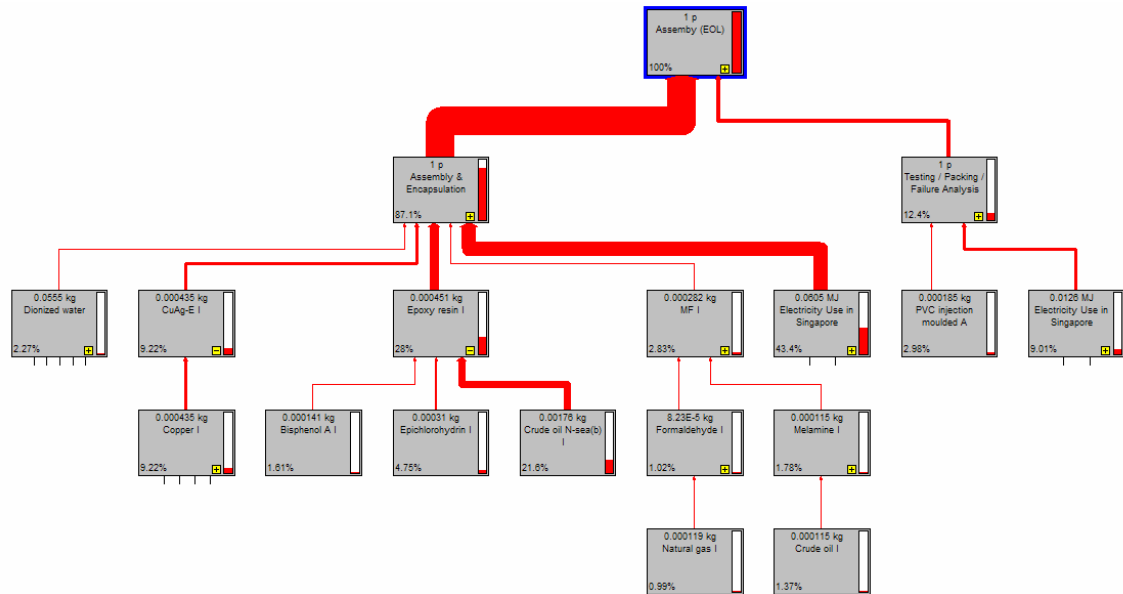 1 p
Assemby (EOL)
100%
1 p
Assembly &
Encapsulation
87.1%
1 p
Testing / Packing /
Failure Analysis
12.4%
0.0555 kg
Dionized water
2.27%
0.000435 kg
CuAg-E I
9.22%
0.000451 kg
Epoxy resin I
28%
0.000282 kg
MF I
2.83%
0.0605 MJ
Electricity Use in
Singapore
43.4%
0.000185 kg
PVC injection
moulded A
2.98%
0.0126 MJ
Electricity Use in
Singapore
9.01%
0.000435 kg
Copper I
9.22%
0.000141 kg
Bisphenol A I
1.61%
0.00031 kg
Epichlorohydrin I
4.75%
0.00176 kg
Crude oil N-sea(b)
I
21.6%
8.23E-5 kg
Formaldehyde I
1.02%
0.000115 kg
Melamine I
1.78%
0.000119 kg
Natural gas I
0.99%
0.000115 kg
Crude oil I
1.37%